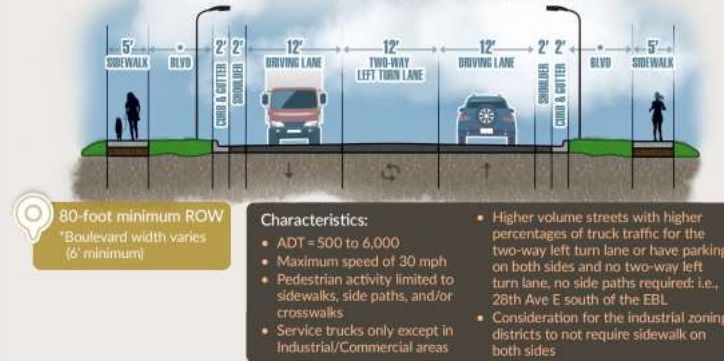 5' 2' 2' 12' 12' 12' 2' 2' 5'
SIDEWALK * BLVD CURB & GUTTER SHOULDER DRIVING LANE TWO-WAY LEFT TURN LANE DRIVING LANE SHOULDER CURB & GUTTER * BLVD SIDEWALK
80-foot minimum ROW
*Boulevard width varies
(6' minimum)
Characteristics:
• ADT = 500 to 6,000
• Maximum speed of 30 mph
• Pedestrian activity limited to
sidewalks, side paths, and/or
crosswalks
• Service trucks only except in
Industrial/Commercial areas
• Higher volume streets with higher
percentages of truck traffic for the
two-way left turn lane or have parking
on both sides and no two-way left
turn lane, no side paths required: i.e.,
28th Ave E south of the EBL
• Consideration for the industrial zoning
districts to not require sidewalk on
both sides